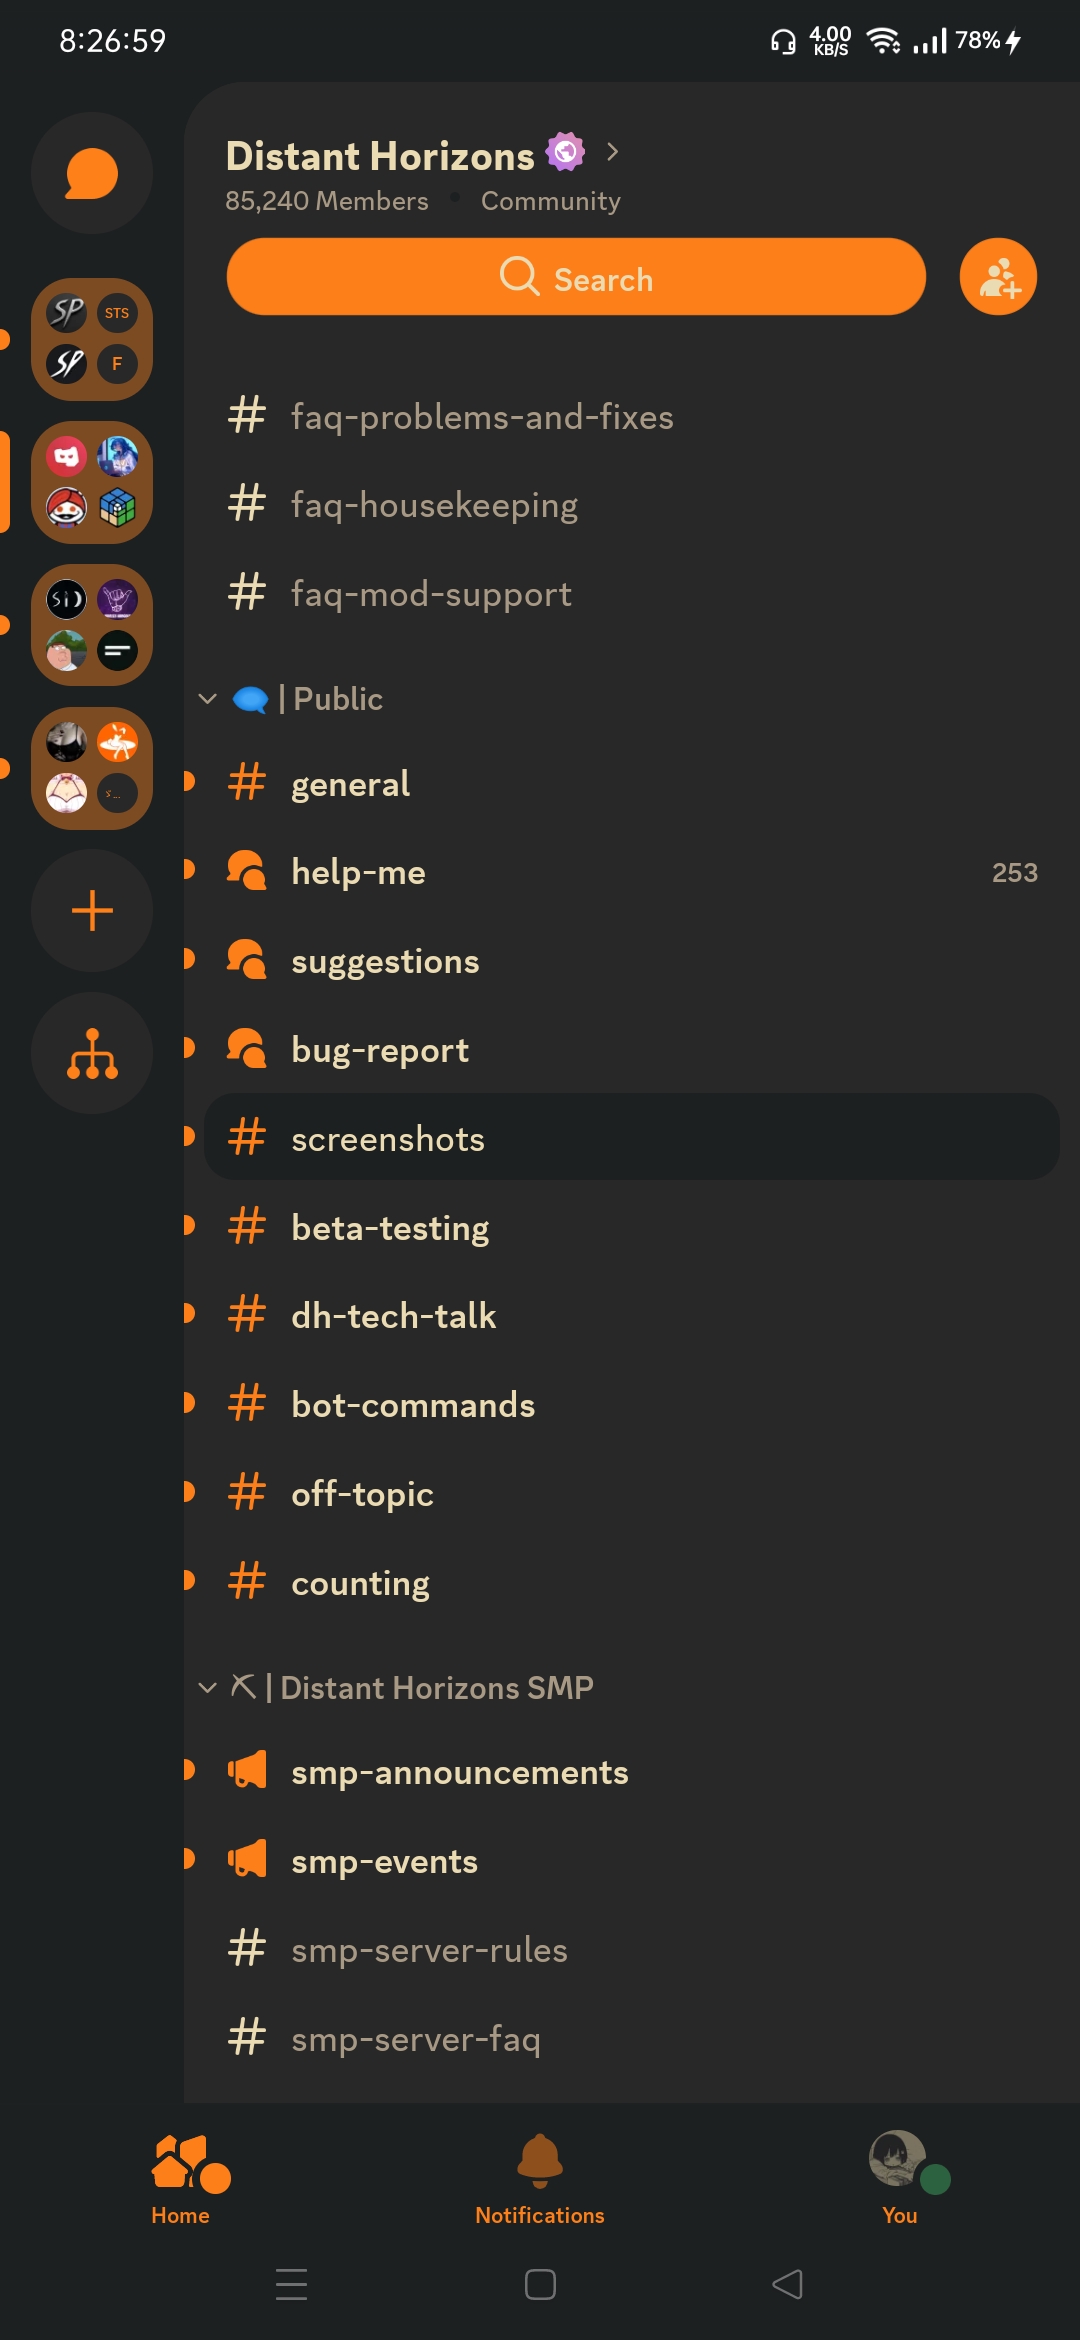 8:26:59
4.00
KB/S
78%
Distant Horizons
85,240 Members
Community
Search
SP
STS
SP
F
faq-problems-and-fixes
faq-housekeeping
faq-mod-support
| Public
general
help-me
253
suggestions
bug-report
screenshots
beta-testing
dh-tech-talk
bot-commands
off-topic
counting
| Distant Horizons SMP
smp-announcements
smp-events
smp-server-rules
smp-server-faq
Home
Notifications
You